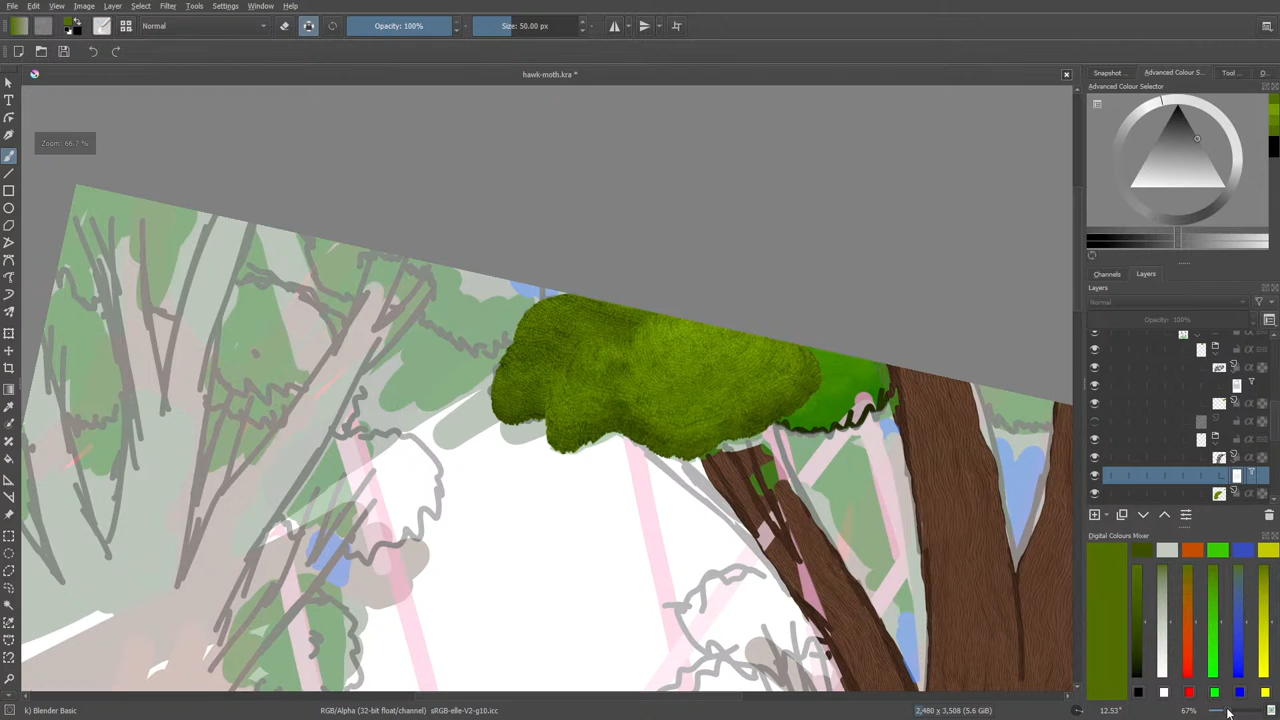 File Edit View Image Layer Select Filter Tools Settings Window Help
Normal Opacity: 100% Size: 50.00 px
hawk-moth.kra *
Snapshot ... Advanced Colour S... Tool ... O...
Advanced Colour Selector
Zoom: 66.7 %
Channels Layers
Layers
Normal
Opacity: 100%
Digital Colours Mixer
k) Blender Basic RGB/Alpha (32-bit float/channel) sRGB-elle-V2-g10.icc 2,480 x 3,508 (5.6 GiB) 12.53° 67%